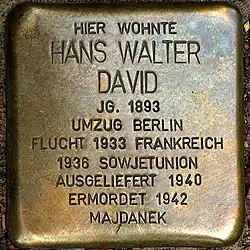 HIER WOHNTE
HANS WALTER
DAVID
JG. 1893
UMZUG BERLIN
FLUCHT 1933 FRANKREICH
1936 SOWJETUNION
AUSGELIEFERT 1940
ERMORDET 1942
MAJDANEK